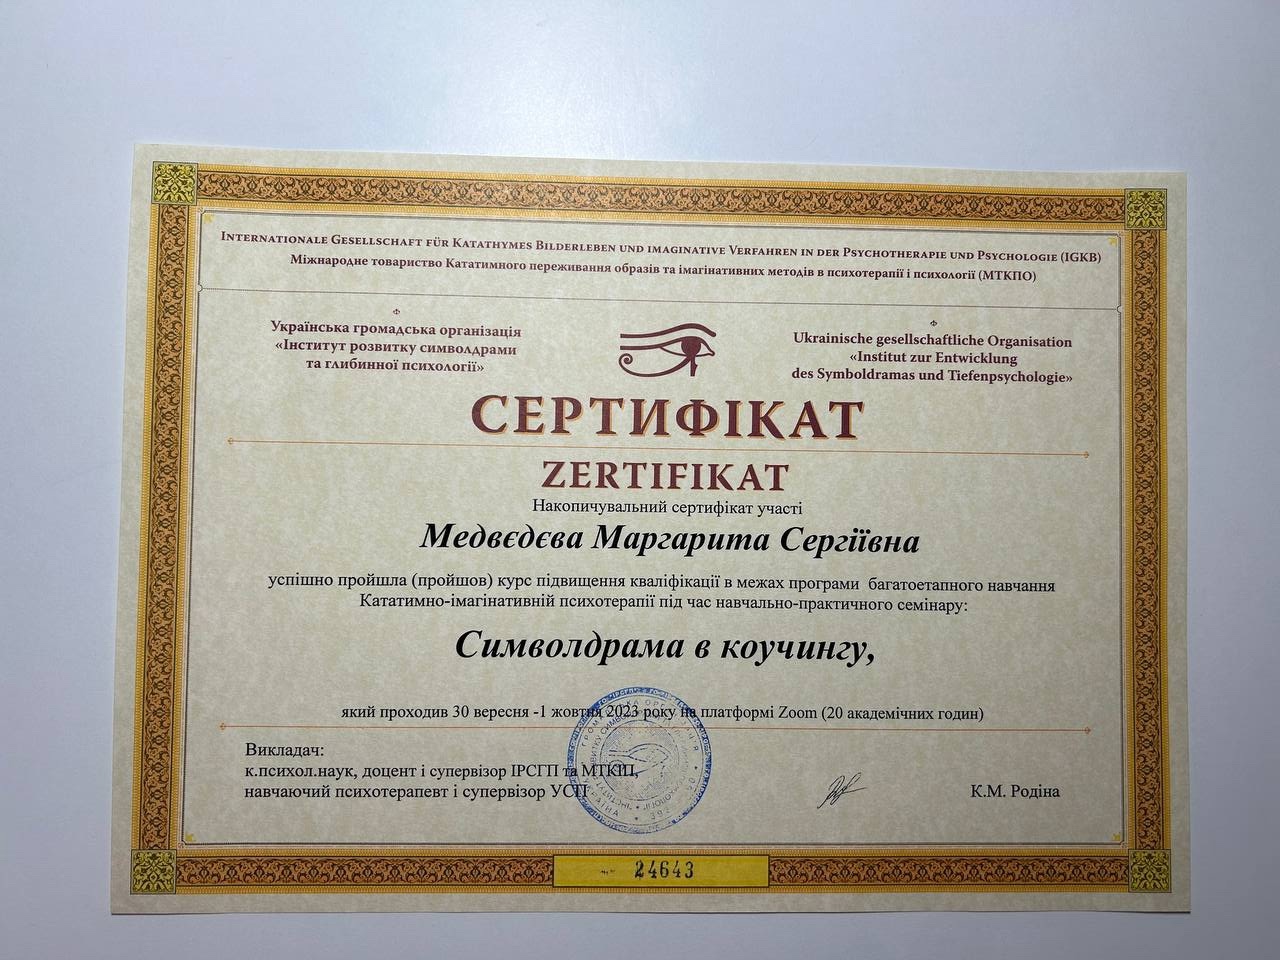 Internationale Gesellschaft für Katathymes Bilderleben und imaginative Verfahren in der Psychotherapie und Psychologie (IGKB)
Міжнародне товариство Кататимного переживання образів та імагінативних методів в психотерапії і психології (МТКПО)
Українська громадська організація
«Інститут розвитку символдрами
та глибинної психології»
Ukrainische gesellschaftliche Organisation
«Institut zur Entwicklung
des Symboldramas und Tiefenpsychologie»
СЕРТИФІКАТ
ZERTIFIKAT
Накопичувальний сертифікат участі
Медвєдєва Маргарита Сергіївна
успішно пройшла (пройшов) курс підвищення кваліфікації в межах програми багатоетапного навчання
Кататимно-імагінативній психотерапії під час навчально-практичного семінару:
Символдрама в коучингу,
який проходив 30 вересня -1 жовтня 2023 року на платформі Zoom (20 академічних годин)
Викладач:
к.психол.наук, доцент і супервізор ІРСГП та МТКПП,
навчаючий психотерапевт і супервізор УСП
К.М. Родіна
24643